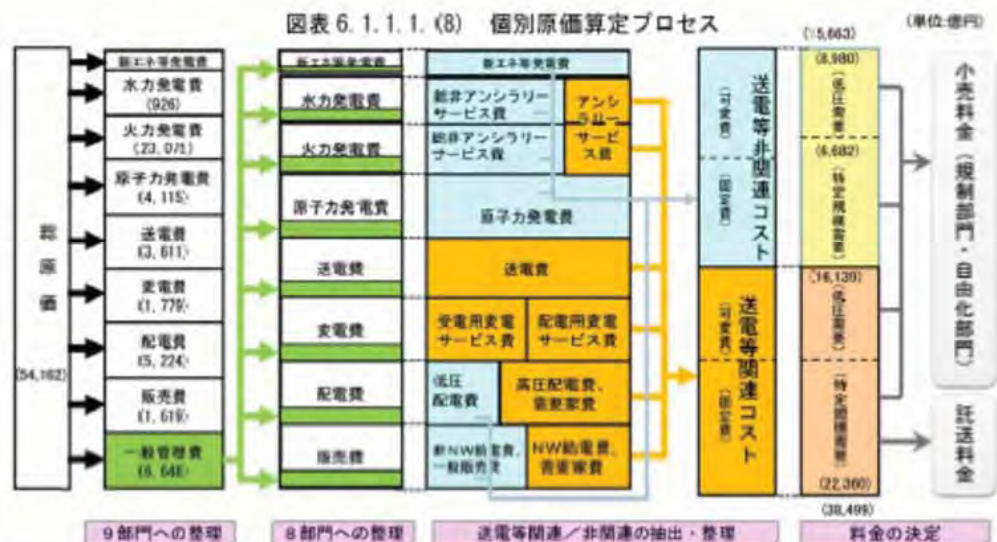 図表 6.1.1.1.(8) 個別原価算定プロセス
(単位:億円)
総原価
(54,162)
新エネ等発電費
水力発電費
(926)
火力発電費
(23,071)
原子力発電費
(4,115)
送電費
(3,611)
変電費
(1,779)
配電費
(5,224)
販売費
(1,619)
一般管理費
(6,648)
9部門への整理
新エネ等発電費
水力発電費
火力発電費
原子力発電費
送電費
変電費
配電費
販売費
8部門への整理
新エネ等発電費
総非アンシラリー
サービス費
アンシ
ラリー
サービ
ス費
総非アンシラリー
サービス費
原子力発電費
送電費
受電用変電
サービス費
配電用変電
サービス費
低圧
配電費
高圧配電費、
需要家費
非NW給電費、
一般販売費
NW給電費、
需要家費
送電等関連/非関連の抽出・整理
送電等非関連コスト
(可変費)
(固定費)
送電等関連コスト
(可変費)
(固定費)
(15,663)
(8,980)
(低圧需要)
(6,682)
(特定規模需要)
(16,139)
(低圧需要)
(特定規模需要)
(22,360)
(38,499)
料金の決定
小売料金(規制部門・自由化部門)
託送料金